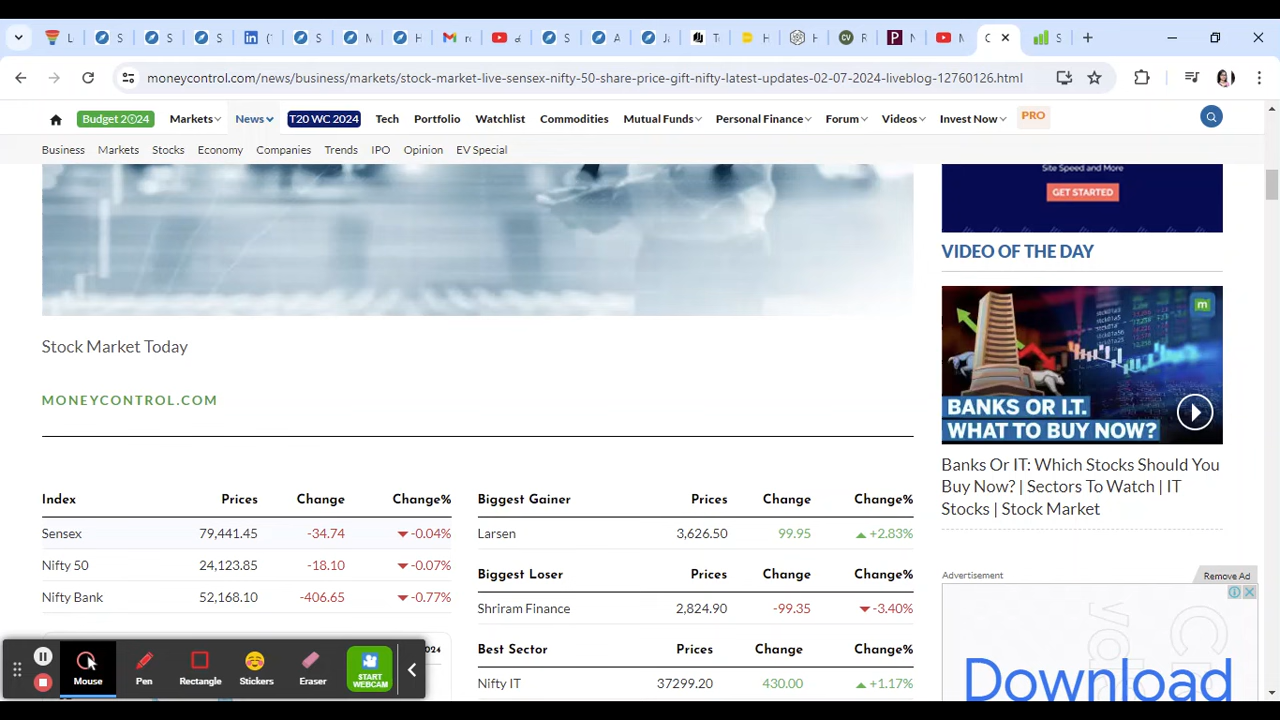 L
S
S
S
(
S
M
H
re
d
S
A
Ja
To
H
H
R
N
M
C
S
moneycontrol.com/news/business/markets/stock-market-live-sensex-nifty-50-share-price-gift-nifty-latest-updates-02-07-2024-liveblog-12760126.html
Budget 2024 Markets News T20 WC 2024 Tech Portfolio Watchlist Commodities Mutual Funds Personal Finance Forum Videos Invest Now PRO
Business Markets Stocks Economy Companies Trends IPO Opinion EV Special
Site Speed and More
GET STARTED
VIDEO OF THE DAY
m
BANKS OR I.T.
WHAT TO BUY NOW?
Banks Or IT: Which Stocks Should You
Buy Now? | Sectors To Watch | IT
Stocks | Stock Market
Stock Market Today
MONEYCONTROL.COM
Index Prices Change Change%
Sensex 79,441.45 -34.74 -0.04%
Nifty 50 24,123.85 -18.10 -0.07%
Nifty Bank 52,168.10 -406.65 -0.77%
Biggest Gainer Prices Change Change%
Larsen 3,626.50 99.95 +2.83%
Biggest Loser Prices Change Change%
Shriram Finance 2,824.90 -99.35 -3.40%
Best Sector Prices Change Change%
Nifty IT 37299.20 430.00 +1.17%
Advertisement
Remove Ad
Download
2024
Mouse Pen Rectangle Stickers Eraser START
WEBCAM